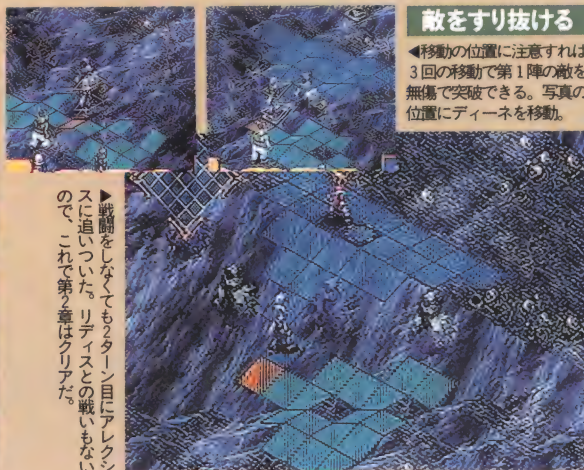 敵をすり抜ける
◀移動の位置に注意すれば
3回の移動で第1陣の敵を
無傷で突破できる。写真の
位置にディーネを移動。
▶戦闘をしなくても2ターン目にアレクシ
スに追いついた。リディスとの戦いもない
ので、これで第2章はクリアだ。